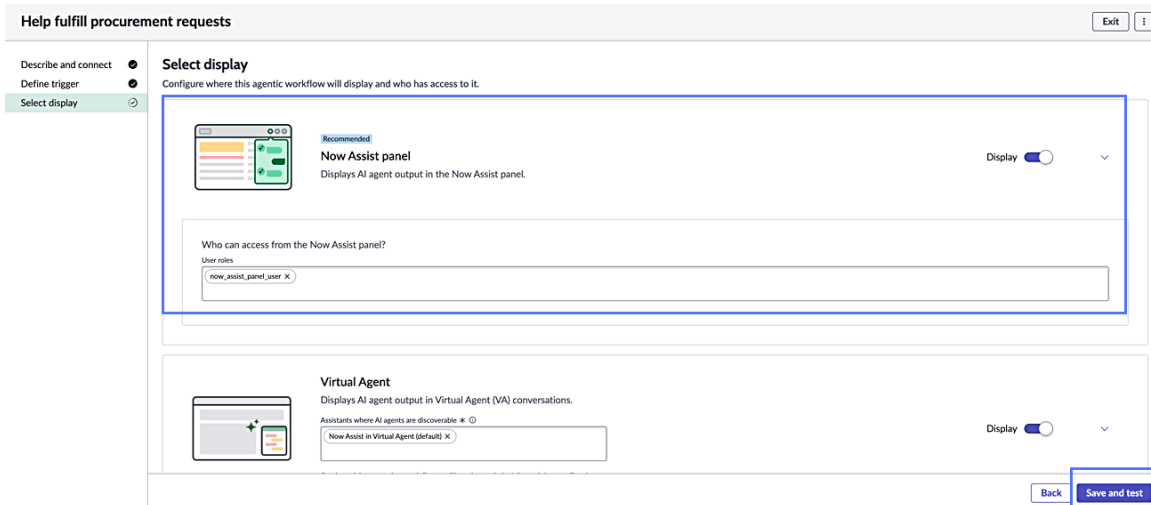 Help fulfill procurement requests
Exit
Describe and connect
Define trigger
Select display
Select display
Configure where this agentic workflow will display and who has access to it.
Recommended
Now Assist panel
Displays AI agent output in the Now Assist panel.
Display
Who can access from the Now Assist panel?
User roles
now_assist_panel_user ×
Virtual Agent
Displays AI agent output in Virtual Agent (VA) conversations.
Assistants where AI agents are discoverable *
Now Assist in Virtual Agent (default) ×
Display
Back
Save and test